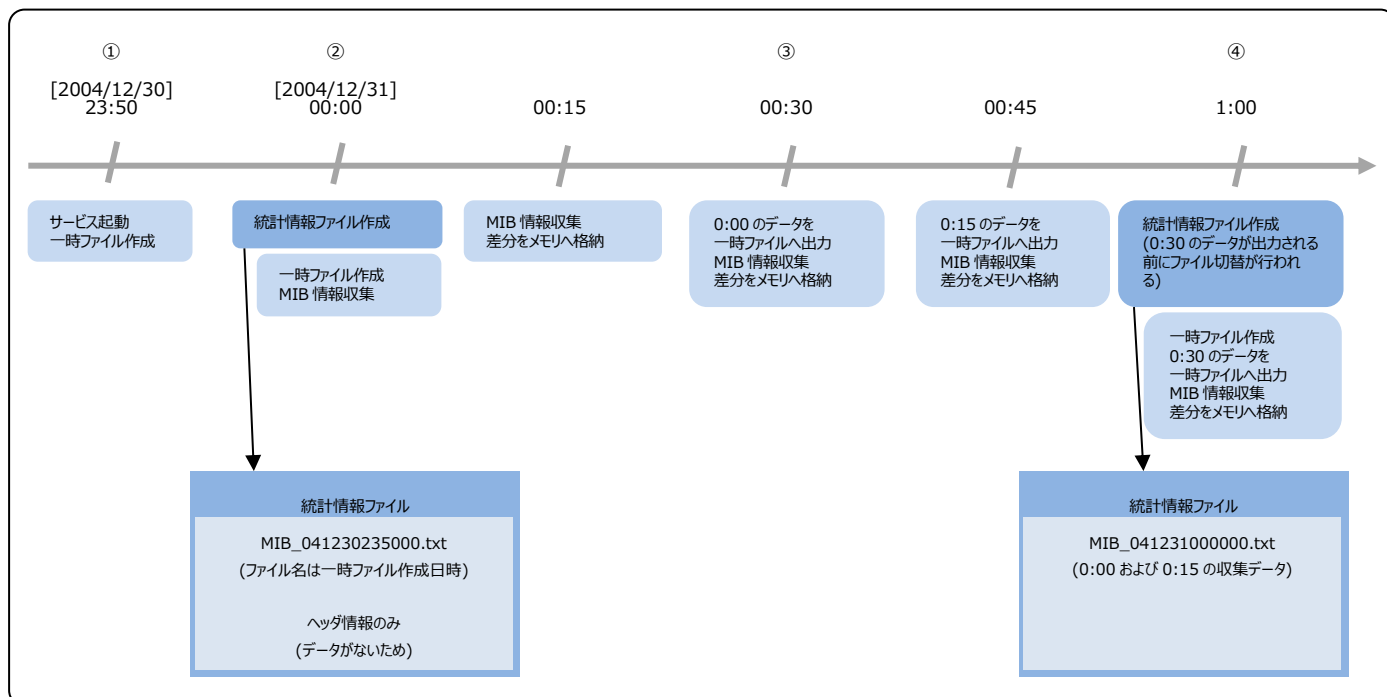 ①
②
③
④
[2004/12/30]
23:50
[2004/12/31]
00:00
00:15
00:30
00:45
1:00
サービス起動
一時ファイル作成
統計情報ファイル作成
一時ファイル作成
MIB 情報収集
MIB 情報収集
差分をメモリへ格納
0:00 のデータを
一時ファイルへ出力
MIB 情報収集
差分をメモリへ格納
0:15 のデータを
一時ファイルへ出力
MIB 情報収集
差分をメモリへ格納
統計情報ファイル作成
(0:30 のデータが出力される
前にファイル切替が行われ
る)
一時ファイル作成
0:30 のデータを
一時ファイルへ出力
MIB 情報収集
差分をメモリへ格納
統計情報ファイル
MIB_041230235000.txt
(ファイル名は一時ファイル作成日時)
ヘッダ情報のみ
(データがないため)
統計情報ファイル
MIB_041231000000.txt
(0:00 および 0:15 の収集データ)